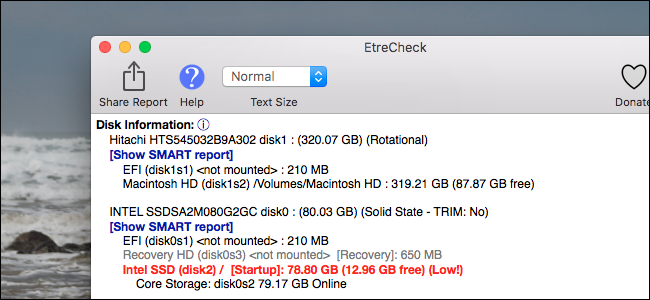 EtreCheck
Normal
Share Report Help Text Size Donate
Disk Information: ⓘ
Hitachi HTS545032B9A302 disk1 : (320.07 GB) (Rotational)
[Show SMART report]
EFI (disk1s1) <not mounted> : 210 MB
Macintosh HD (disk1s2) /Volumes/Macintosh HD : 319.21 GB (87.87 GB free)
INTEL SSDSA2M080G2GC disk0 : (80.03 GB) (Solid State - TRIM: No)
[Show SMART report]
EFI (disk0s1) <not mounted> : 210 MB
Recovery HD (disk0s3) <not mounted> [Recovery]: 650 MB
Intel SSD (disk2) / [Startup]: 78.80 GB (12.96 GB free) (Low!)
Core Storage: disk0s2 79.17 GB Online